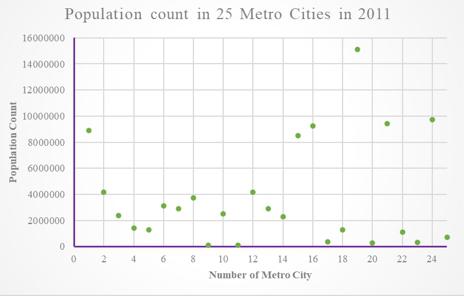 Population count in 25 Metro Cities in 2011
16000000
14000000
12000000
10000000
8000000
6000000
4000000
2000000
0
Population Count
0 2 4 6 8 10 12 14 16 18 20 22 24
Number of Metro City